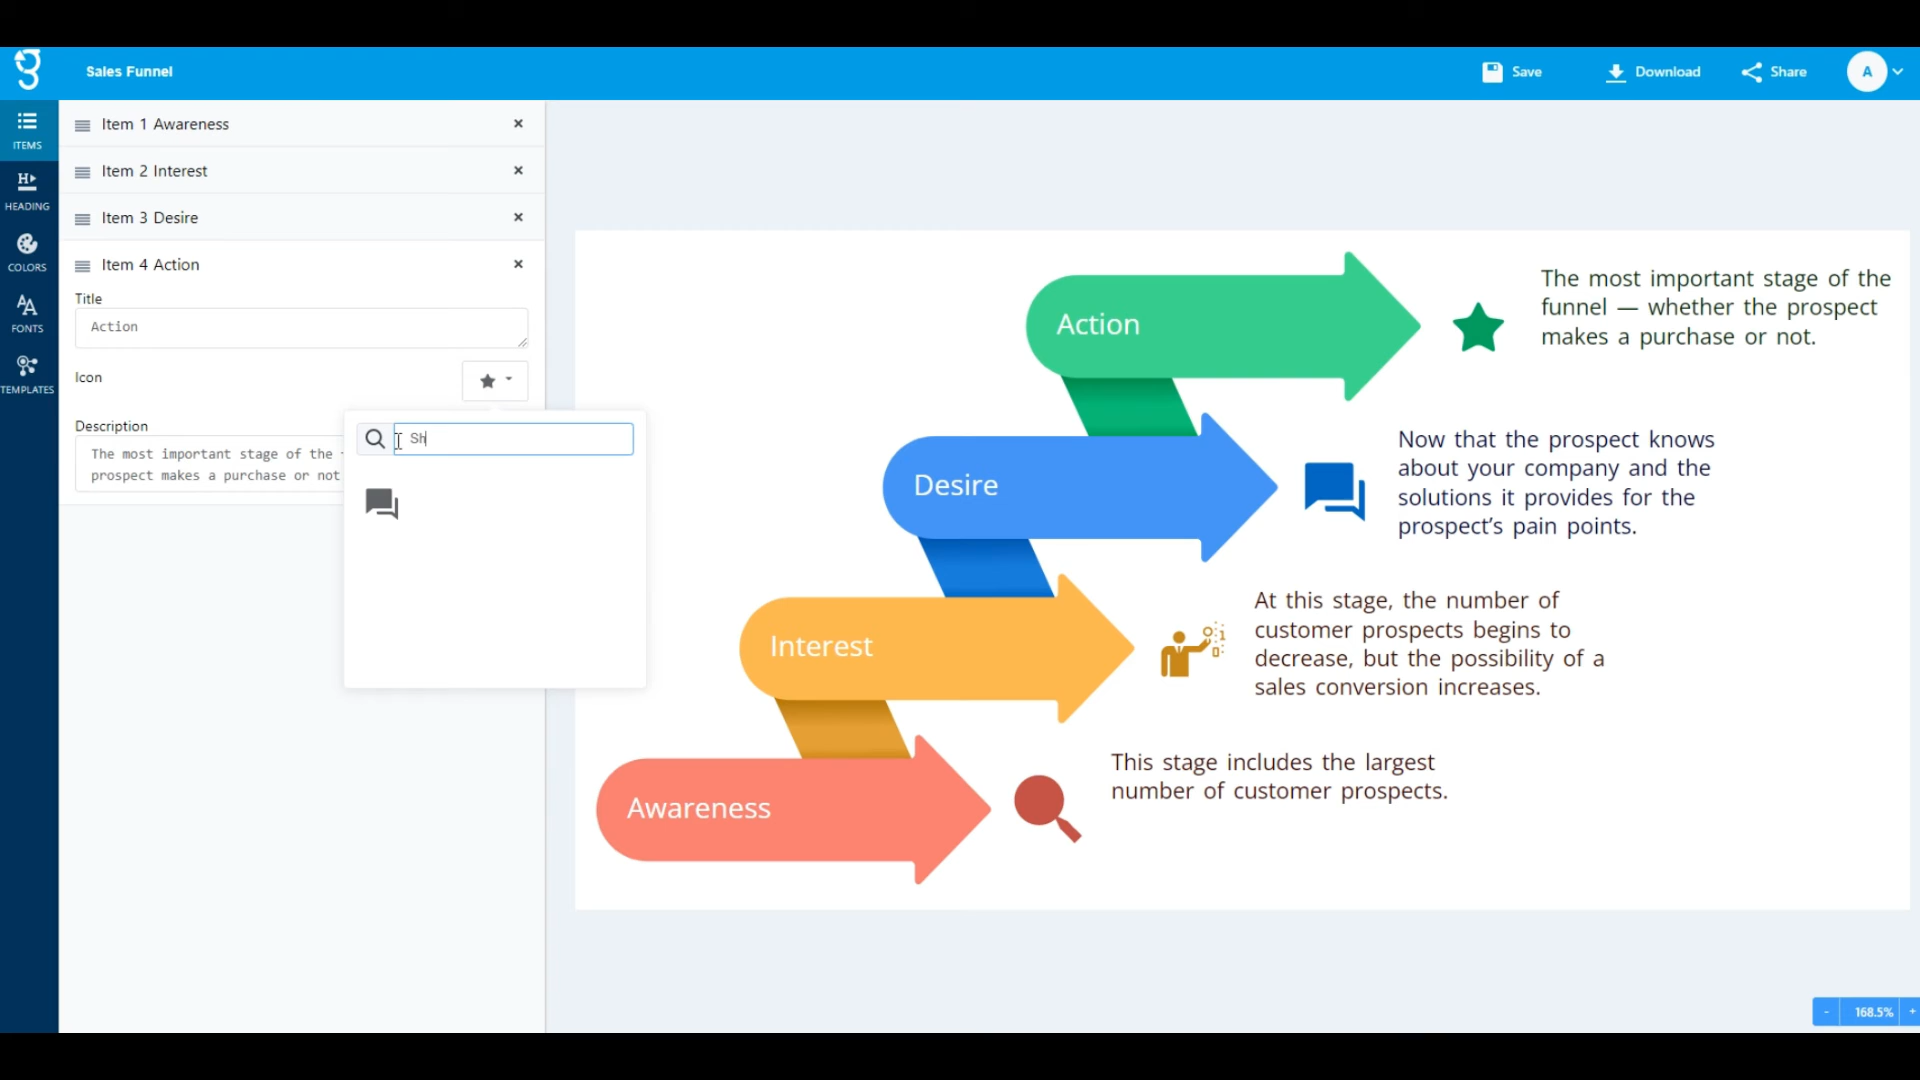 Sales Funnel
Save
Download
Share
A
ITEMS
HEADING
COLORS
FONTS
TEMPLATES
Item 1 Awareness
Item 2 Interest
Item 3 Desire
Item 4 Action
Title
Action
Icon
Description
The most important stage of the
prospect makes a purchase or not
Sh
Action
The most important stage of the
funnel — whether the prospect
makes a purchase or not.
Desire
Now that the prospect knows
about your company and the
solutions it provides for the
prospect's pain points.
Interest
At this stage, the number of
customer prospects begins to
decrease, but the possibility of a
sales conversion increases.
Awareness
This stage includes the largest
number of customer prospects.
- 168.5% +